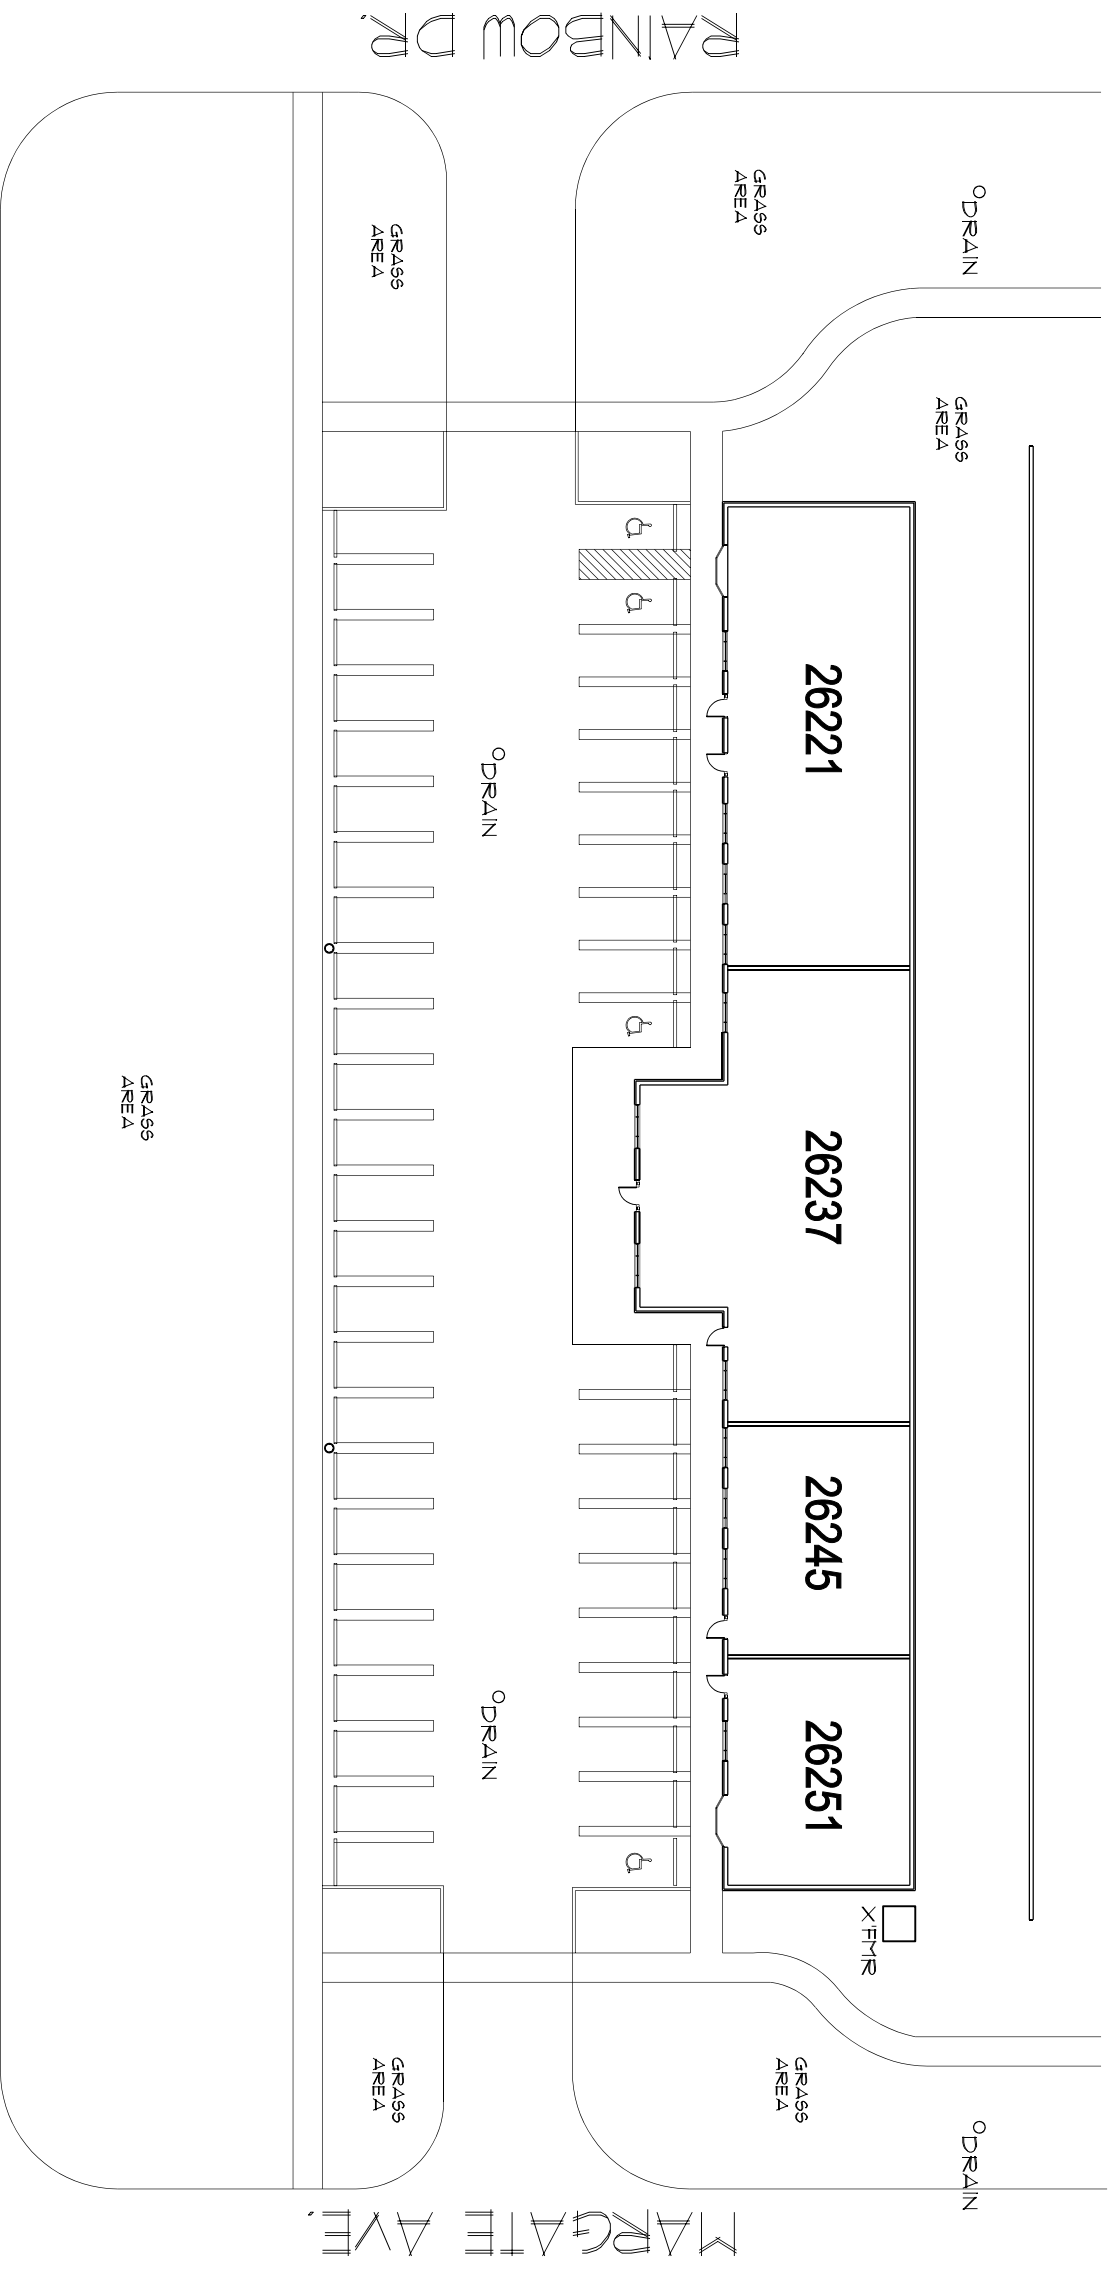 RAINBOW DR.
GRASS
AREA
GRASS
AREA
DRAIN
GRASS
AREA
26221
DRAIN
GRASS
AREA
26237
26245
DRAIN
26251
X'FMR
GRASS
AREA
GRASS
AREA
DRAIN
MARGATE AVE.